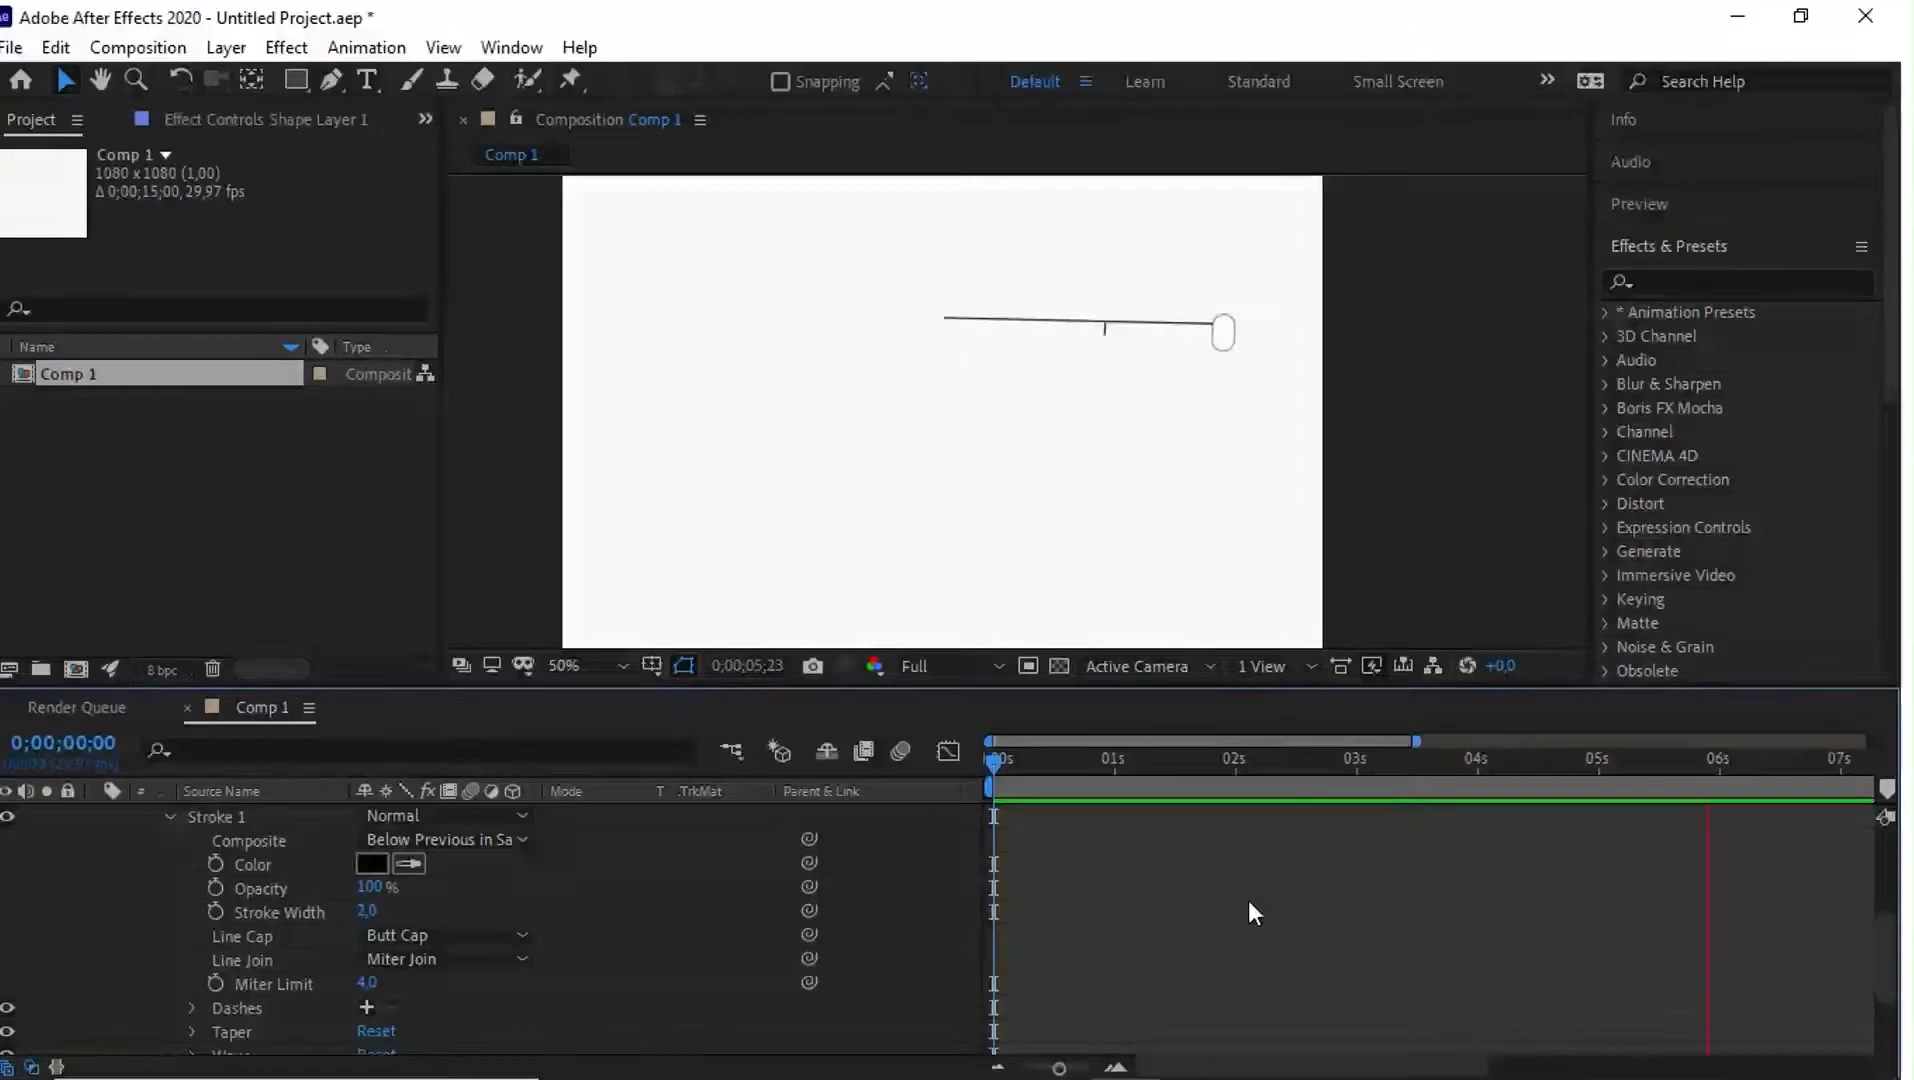 Adobe After Effects 2020 - Untitled Project.aep *
File Edit Composition Layer Effect Animation View Window Help
Snapping Default Learn Standard Small Screen Search Help
Project Effect Controls Shape Layer 1 Composition Comp 1
Comp 1
1080 x 1080 (1,00)
Δ 0;00;15;00, 29,97 fps
Comp 1
Name Type
Comp 1 Composit
8 bpc
50% 0;00;05;23 Full Active Camera 1 View +0,0
Info
Audio
Preview
Effects & Presets
* Animation Presets
3D Channel
Audio
Blur & Sharpen
Boris FX Mocha
Channel
CINEMA 4D
Color Correction
Distort
Expression Controls
Generate
Immersive Video
Keying
Matte
Noise & Grain
Obsolete
Render Queue Comp 1
0;00;00;00
01s 02s 03s 04s 05s 06s 07s
# Source Name fx Mode T .TrkMat Parent & Link
Stroke 1 Normal
Composite Below Previous in Sa
Color
Opacity 100 %
Stroke Width 2,0
Line Cap Butt Cap
Line Join Miter Join
Miter Limit 4,0
Dashes +
Taper Reset